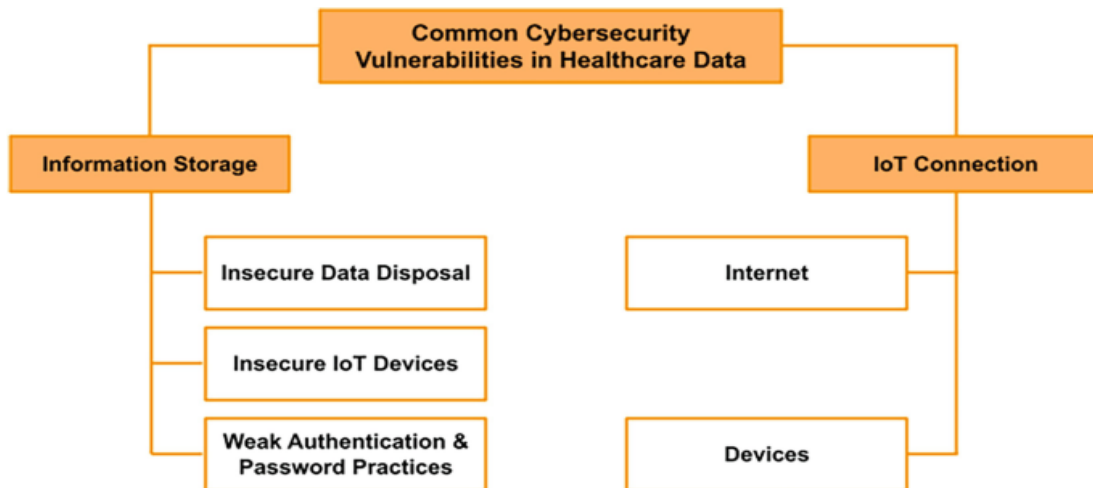 Common Cybersecurity
Vulnerabilities in Healthcare Data
Information Storage
IoT Connection
Insecure Data Disposal
Internet
Insecure IoT Devices
Weak Authentication &
Password Practices
Devices